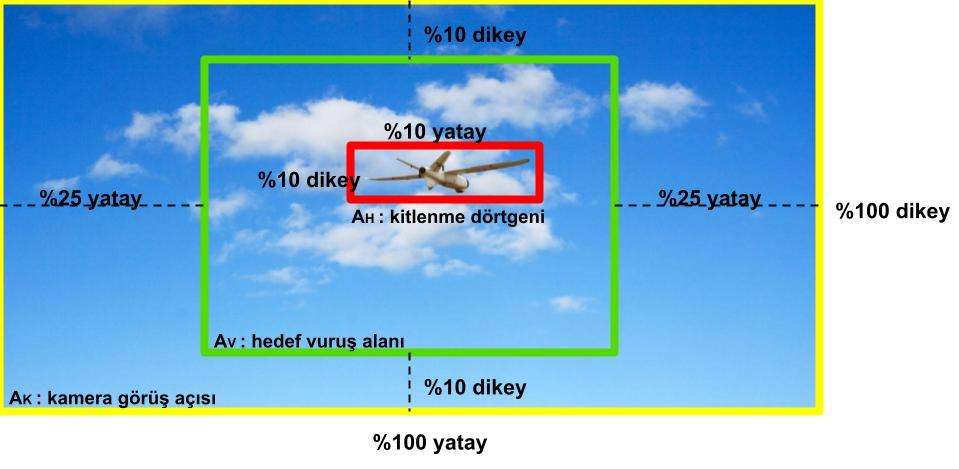 %10 dikey
%10 yatay
%10 dikey
%25 yatay
%25 yatay
%100 dikey
AH : kitlenme dörtgeni
AV : hedef vuruş alanı
%10 dikey
AK : kamera görüş açısı
%100 yatay